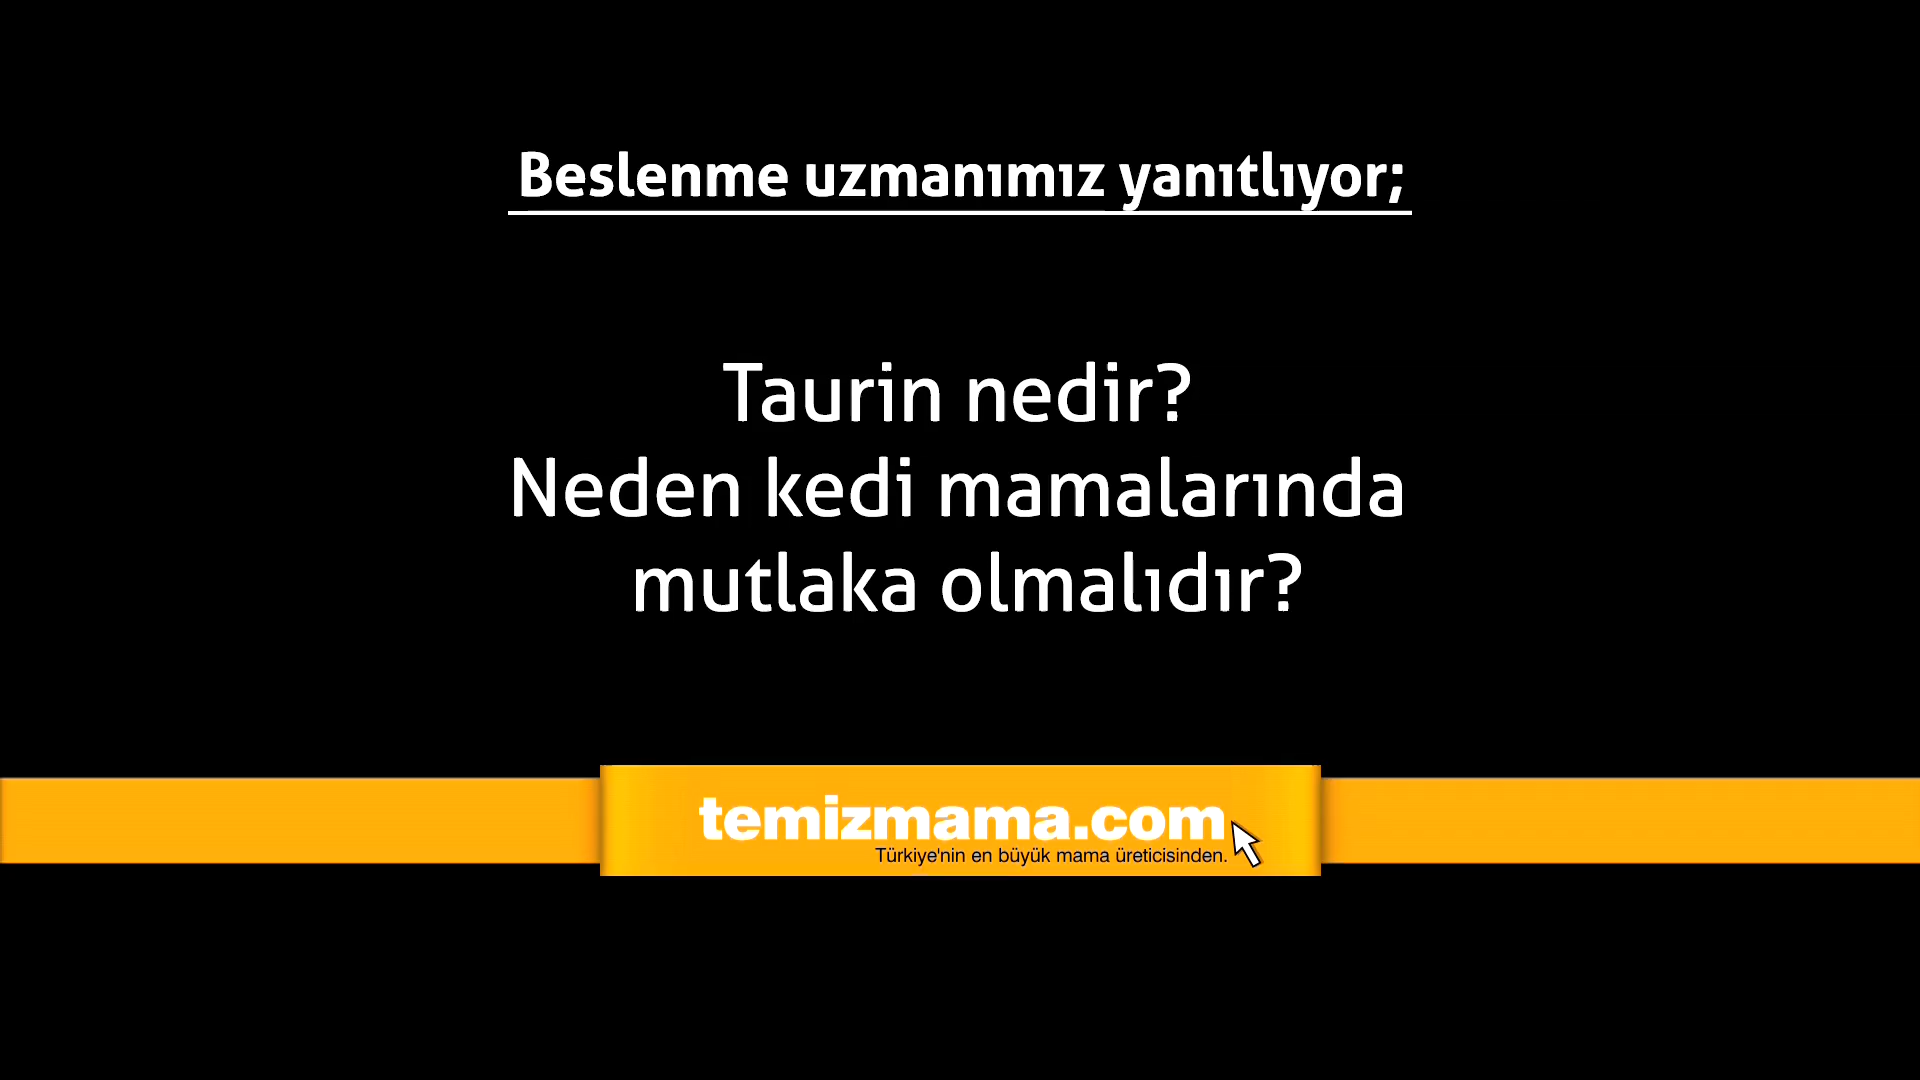 Beslenme uzmanımız yanıtlıyor;
Taurin nedir?
Neden kedi mamalarında
mutlaka olmalıdır?
temizmama.com
Türkiye'nin en büyük mama üreticisinden.